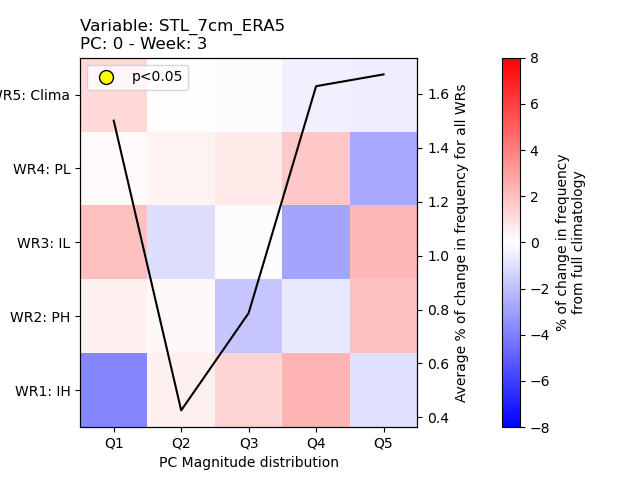 Variable: STL_7cm_ERA5
PC: 0 - Week: 3
p<0.05
WR5: Clima
WR4: PL
WR3: IL
WR2: PH
WR1: IH
Q1 Q2 Q3 Q4 Q5
PC Magnitude distribution
1.6
1.4
1.2
1.0
0.8
0.6
0.4
Average % of change in frequency for all WRs
8
6
4
2
0
−2
−4
−6
−8
% of change in frequency
from full climatology